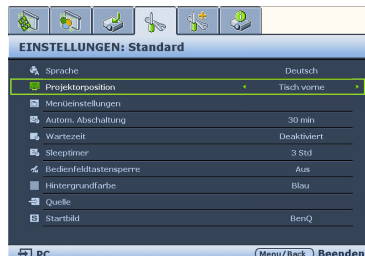 EINSTELLUNGEN: Standard
Sprache Deutsch
Projektorposition Tisch vorne
Menüeinstellungen
Autom. Abschaltung 30 min
Wartezeit Deaktiviert
Sleeptimer 3 Std
Bedienfeldtastensperre Aus
Hintergrundfarbe Blau
Quelle
Startbild BenQ
PC Menu/Back Beenden